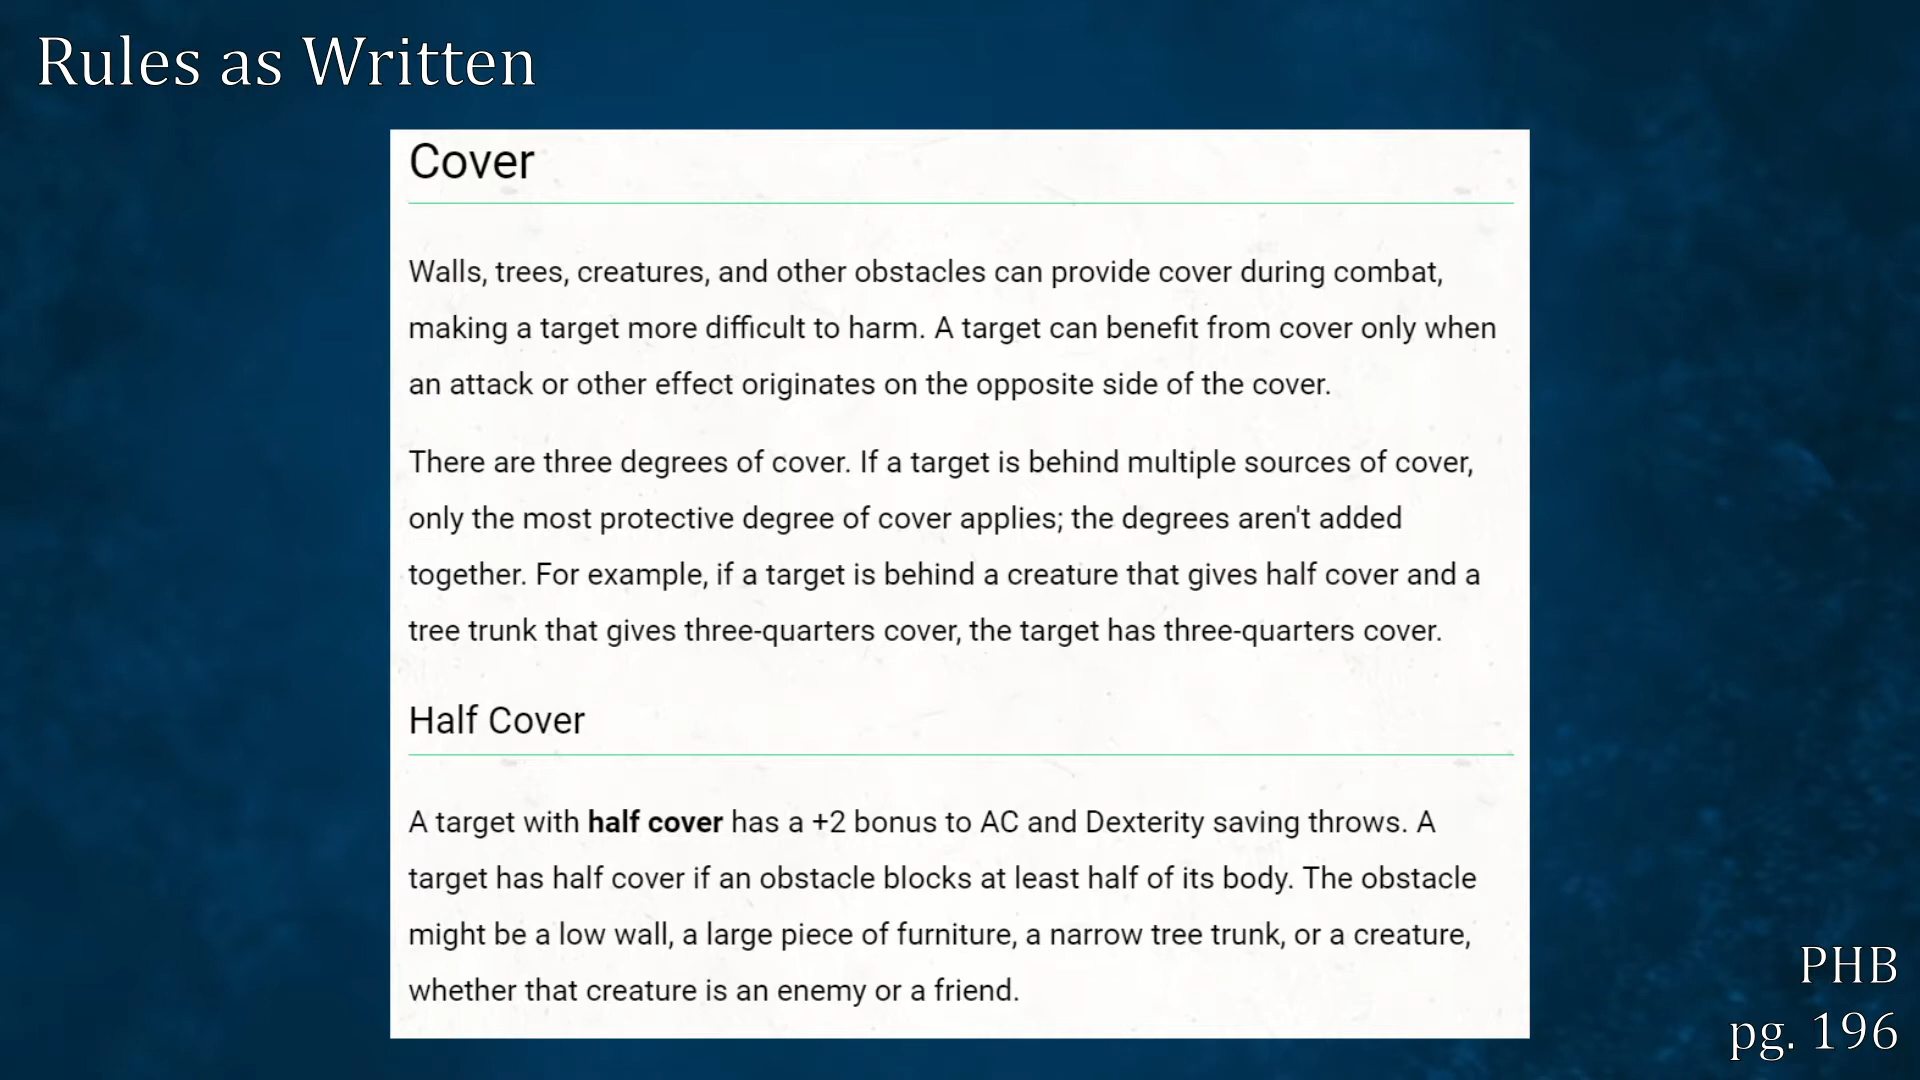 Rules as Written
Cover
Walls, trees, creatures, and other obstacles can provide cover during combat,
making a target more difficult to harm. A target can benefit from cover only when
an attack or other effect originates on the opposite side of the cover.
There are three degrees of cover. If a target is behind multiple sources of cover,
only the most protective degree of cover applies; the degrees aren't added
together. For example, if a target is behind a creature that gives half cover and a
tree trunk that gives three-quarters cover, the target has three-quarters cover.
Half Cover
A target with half cover has a +2 bonus to AC and Dexterity saving throws. A
target has half cover if an obstacle blocks at least half of its body. The obstacle
might be a low wall, a large piece of furniture, a narrow tree trunk, or a creature,
whether that creature is an enemy or a friend.
PHB
pg. 196